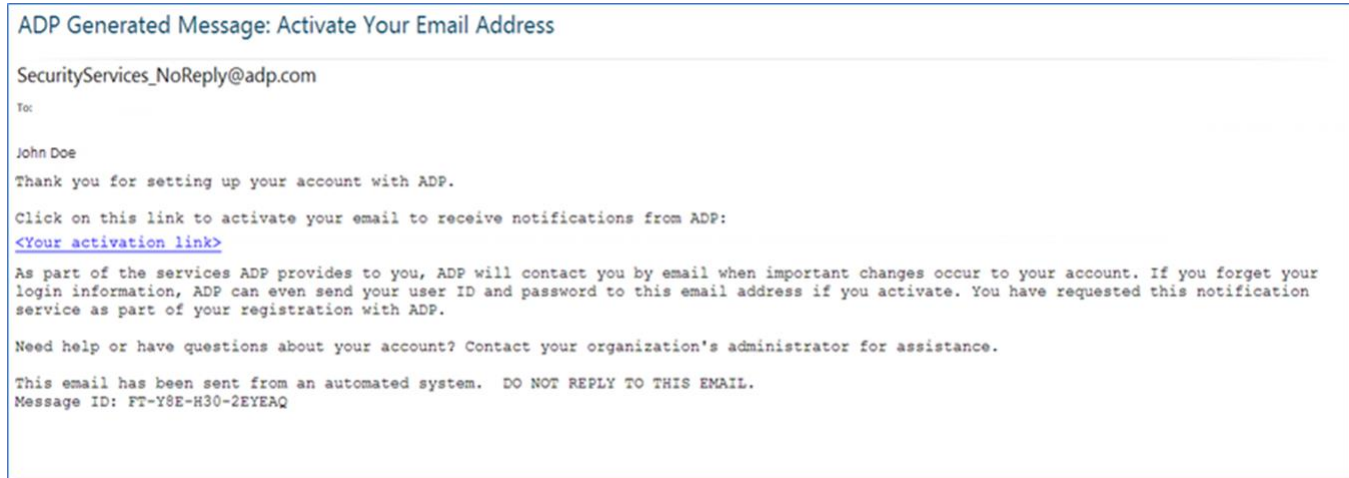 ADP Generated Message: Activate Your Email Address
SecurityServices_NoReply@adp.com
To:
John Doe
Thank you for setting up your account with ADP.
Click on this link to activate your email to receive notifications from ADP:
<Your activation link>
As part of the services ADP provides to you, ADP will contact you by email when important changes occur to your account. If you forget your
login information, ADP can even send your user ID and password to this email address if you activate. You have requested this notification
service as part of your registration with ADP.
Need help or have questions about your account? Contact your organization's administrator for assistance.
This email has been sent from an automated system.  DO NOT REPLY TO THIS EMAIL.
Message ID: FT-Y8E-H30-2EYEAQ